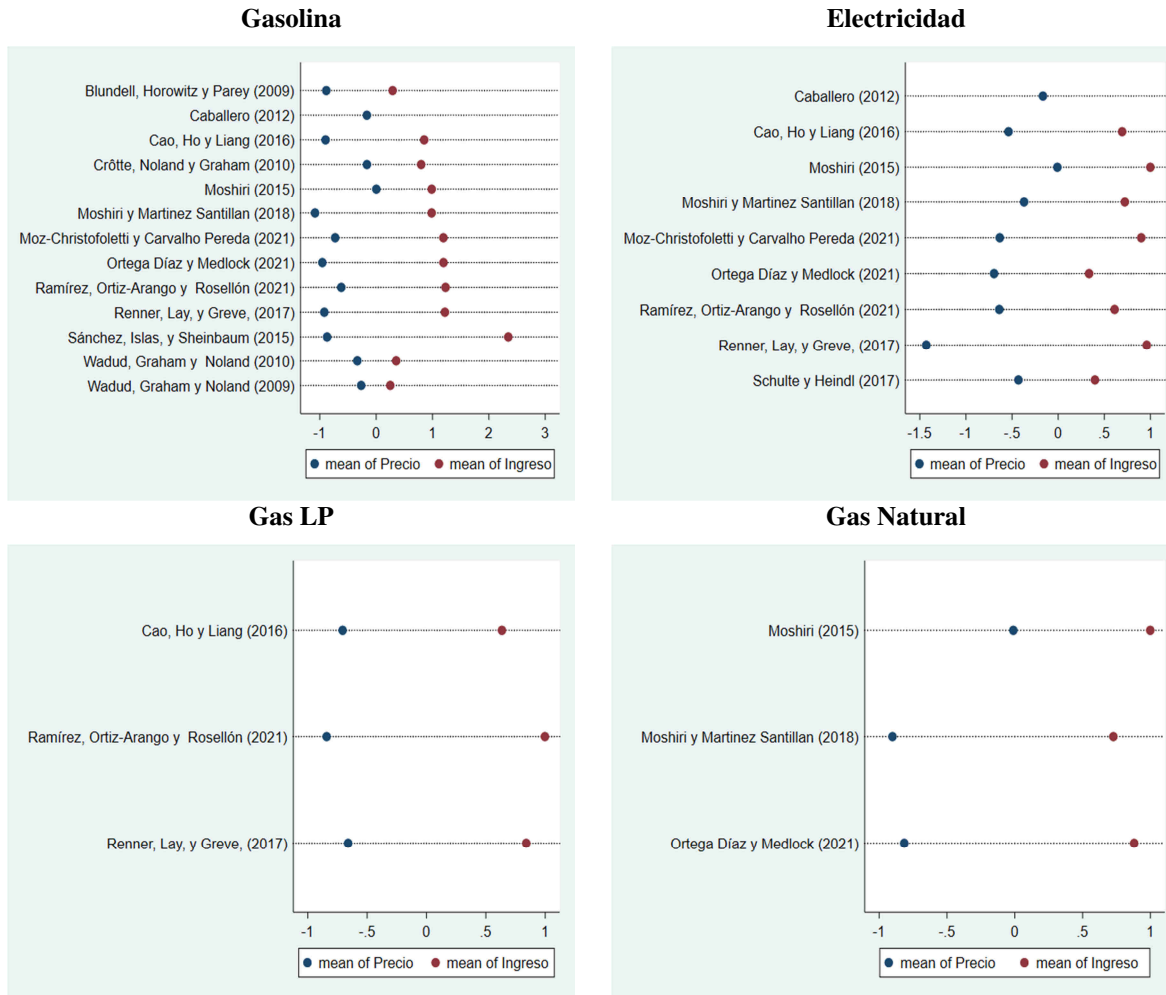 Gasolina
Blundell, Horowitz y Parey (2009)
Caballero (2012)
Cao, Ho y Liang (2016)
Crôtte, Noland y Graham (2010)
Moshiri (2015)
Moshiri y Martinez Santillan (2018)
Moz-Christofoletti y Carvalho Pereda (2021)
Ortega Díaz y Medlock (2021)
Ramírez, Ortiz-Arango y Rosellón (2021)
Renner, Lay, y Greve, (2017)
Sánchez, Islas, y Sheinbaum (2015)
Wadud, Graham y Noland (2010)
Wadud, Graham y Noland (2009)
-1 0 1 2 3
mean of Precio mean of Ingreso
Electricidad
Caballero (2012)
Cao, Ho y Liang (2016)
Moshiri (2015)
Moshiri y Martinez Santillan (2018)
Moz-Christofoletti y Carvalho Pereda (2021)
Ortega Díaz y Medlock (2021)
Ramírez, Ortiz-Arango y Rosellón (2021)
Renner, Lay, y Greve, (2017)
Schulte y Heindl (2017)
-1.5 -1 -.5 0 .5 1
mean of Precio mean of Ingreso
Gas LP
Cao, Ho y Liang (2016)
Ramírez, Ortiz-Arango y Rosellón (2021)
Renner, Lay, y Greve, (2017)
-1 -.5 0 .5 1
mean of Precio mean of Ingreso
Gas Natural
Moshiri (2015)
Moshiri y Martinez Santillan (2018)
Ortega Díaz y Medlock (2021)
-1 -.5 0 .5 1
mean of Precio mean of Ingreso